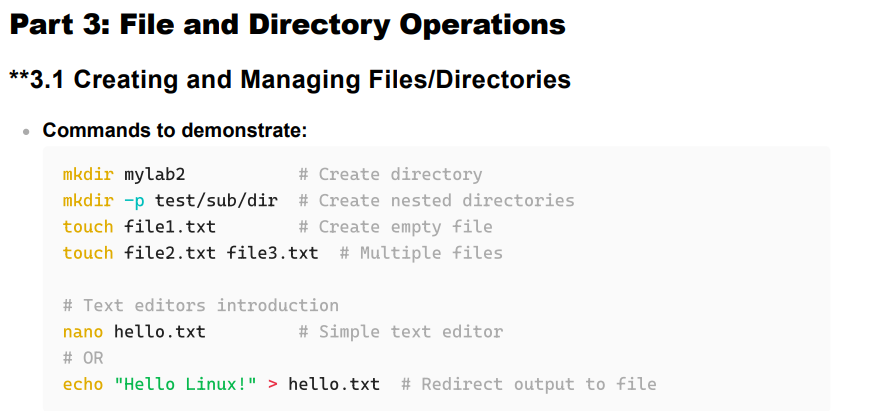 Part 3: File and Directory Operations
**3.1 Creating and Managing Files/Directories
Commands to demonstrate:
mkdir mylab2           # Create directory
mkdir -p test/sub/dir  # Create nested directories
touch file1.txt        # Create empty file
touch file2.txt file3.txt  # Multiple files
# Text editors introduction
nano hello.txt         # Simple text editor
# OR
echo "Hello Linux!" > hello.txt  # Redirect output to file